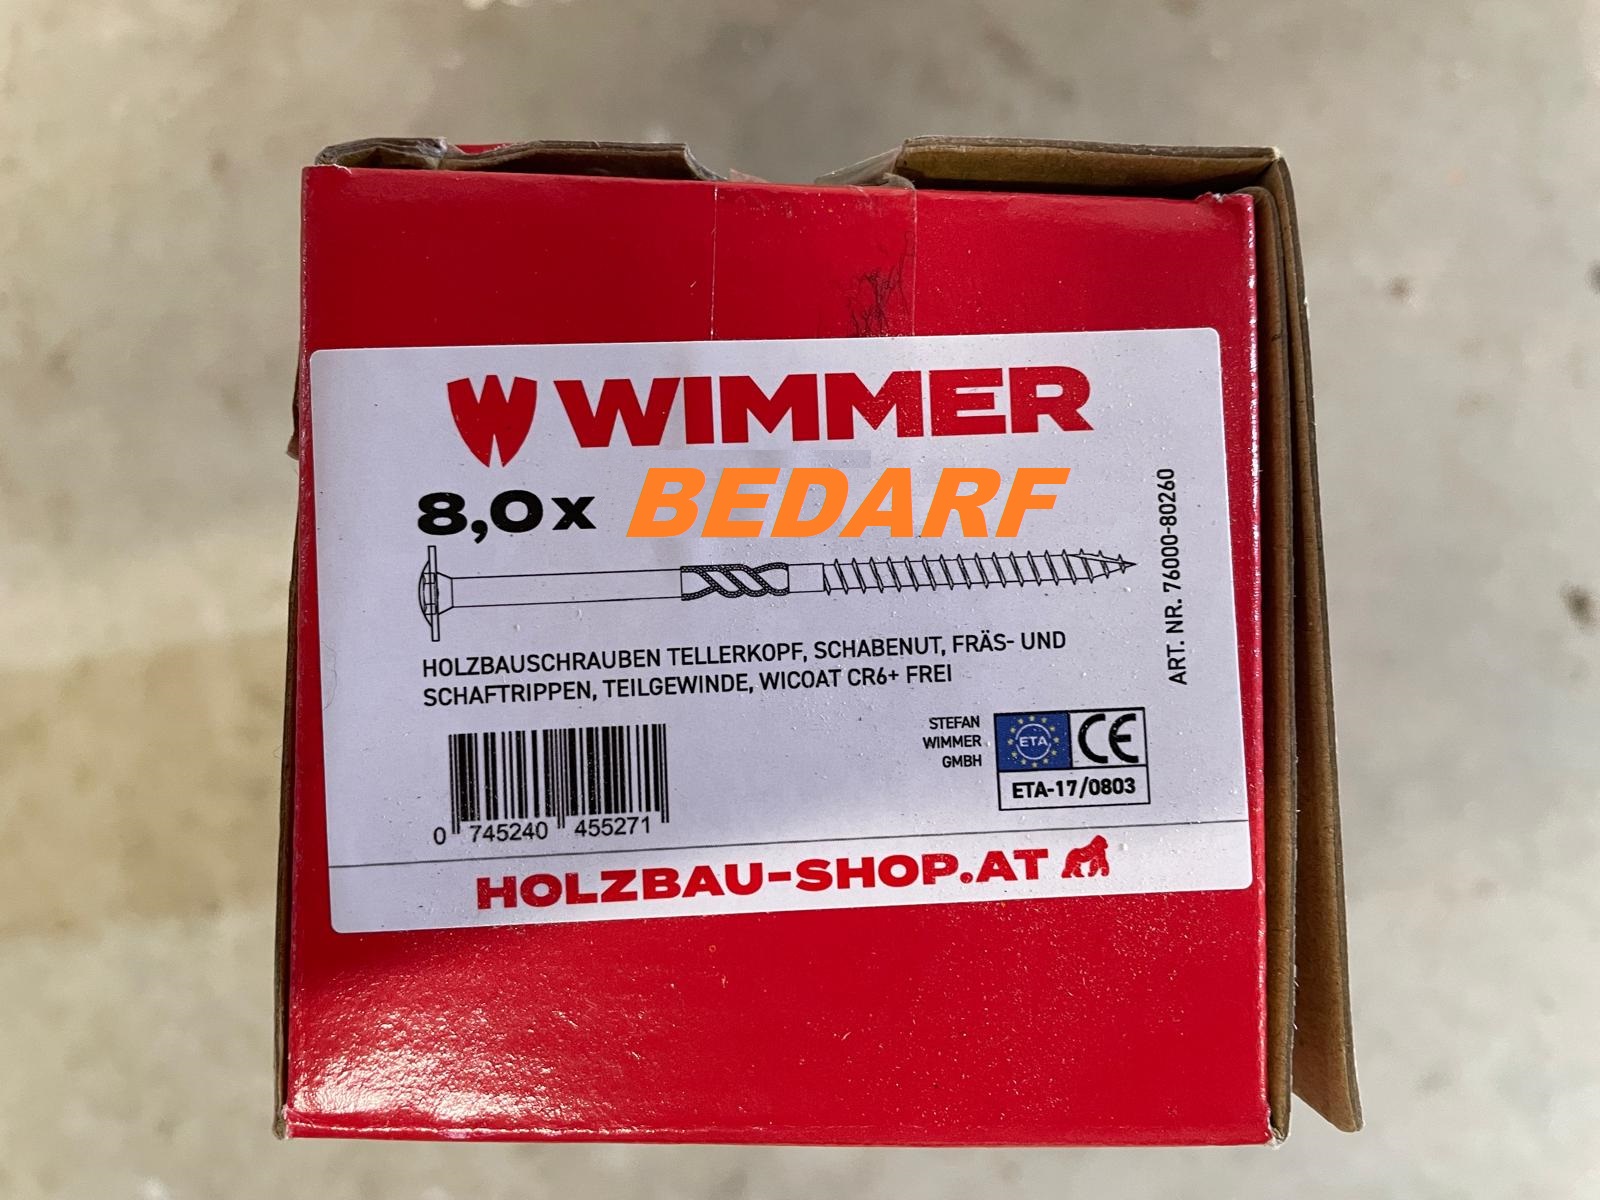 WIMMER
8,0x BEDARF
HOLZBAUSCHRAUBEN TELLERKOPF, SCHABENUT, FRÄS- UND
SCHAFTRIPPEN, TEILGEWINDE, WICOAT CR6+ FREI
ART. NR. 76000-80260
STEFAN
WIMMER
GMBH
ETA CE
ETA-17/0803
0 745240 455271
HOLZBAU-SHOP.AT